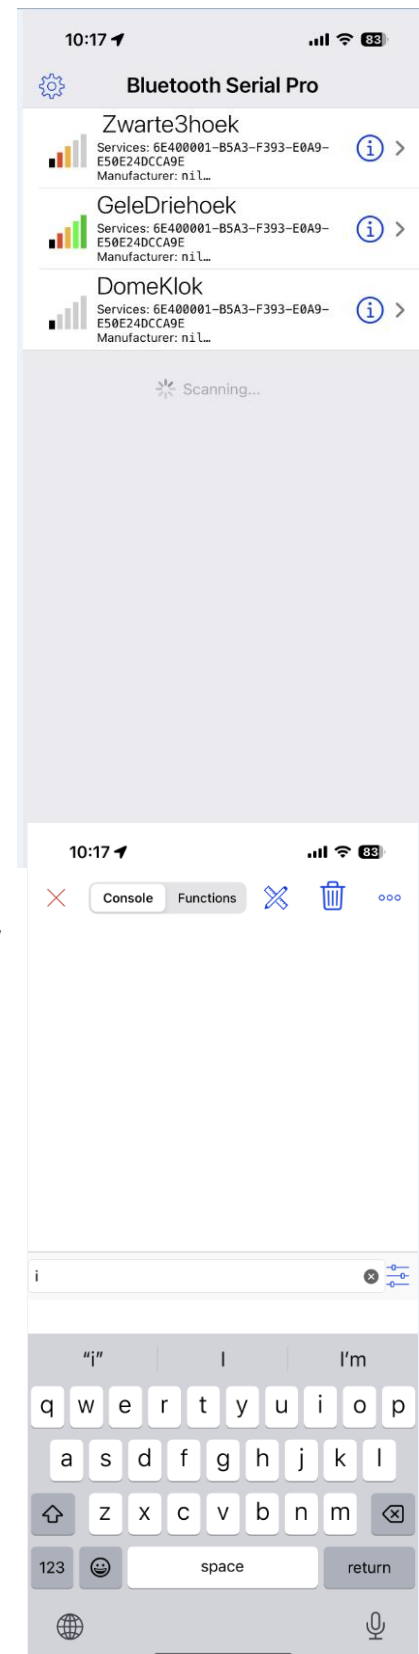 10:17
83
Bluetooth Serial Pro
Zwarte3hoek
Services: 6E400001-B5A3-F393-E0A9-
E50E24DCCA9E
Manufacturer: nil…
GeleDriehoek
Services: 6E400001-B5A3-F393-E0A9-
E50E24DCCA9E
Manufacturer: nil…
DomeKlok
Services: 6E400001-B5A3-F393-E0A9-
E50E24DCCA9E
Manufacturer: nil…
Scanning...
10:17
83
Console Functions
i
“i” I I’m
q w e r t y u i o p
a s d f g h j k l
z x c v b n m
123 space return